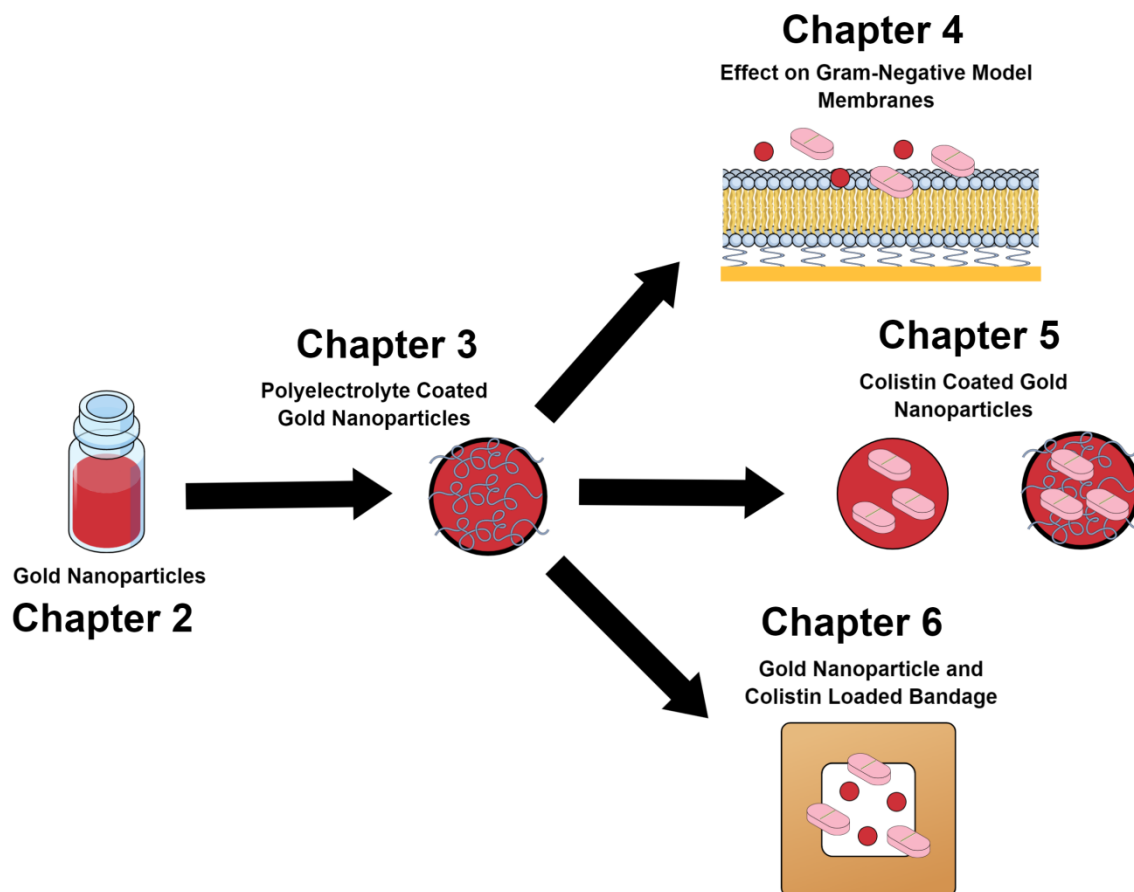 Chapter 4
Effect on Gram-Negative Model
Membranes
Chapter 3
Polyelectrolyte Coated
Gold Nanoparticles
Chapter 5
Colistin Coated Gold
Nanoparticles
Gold Nanoparticles
Chapter 2
Chapter 6
Gold Nanoparticle and
Colistin Loaded Bandage